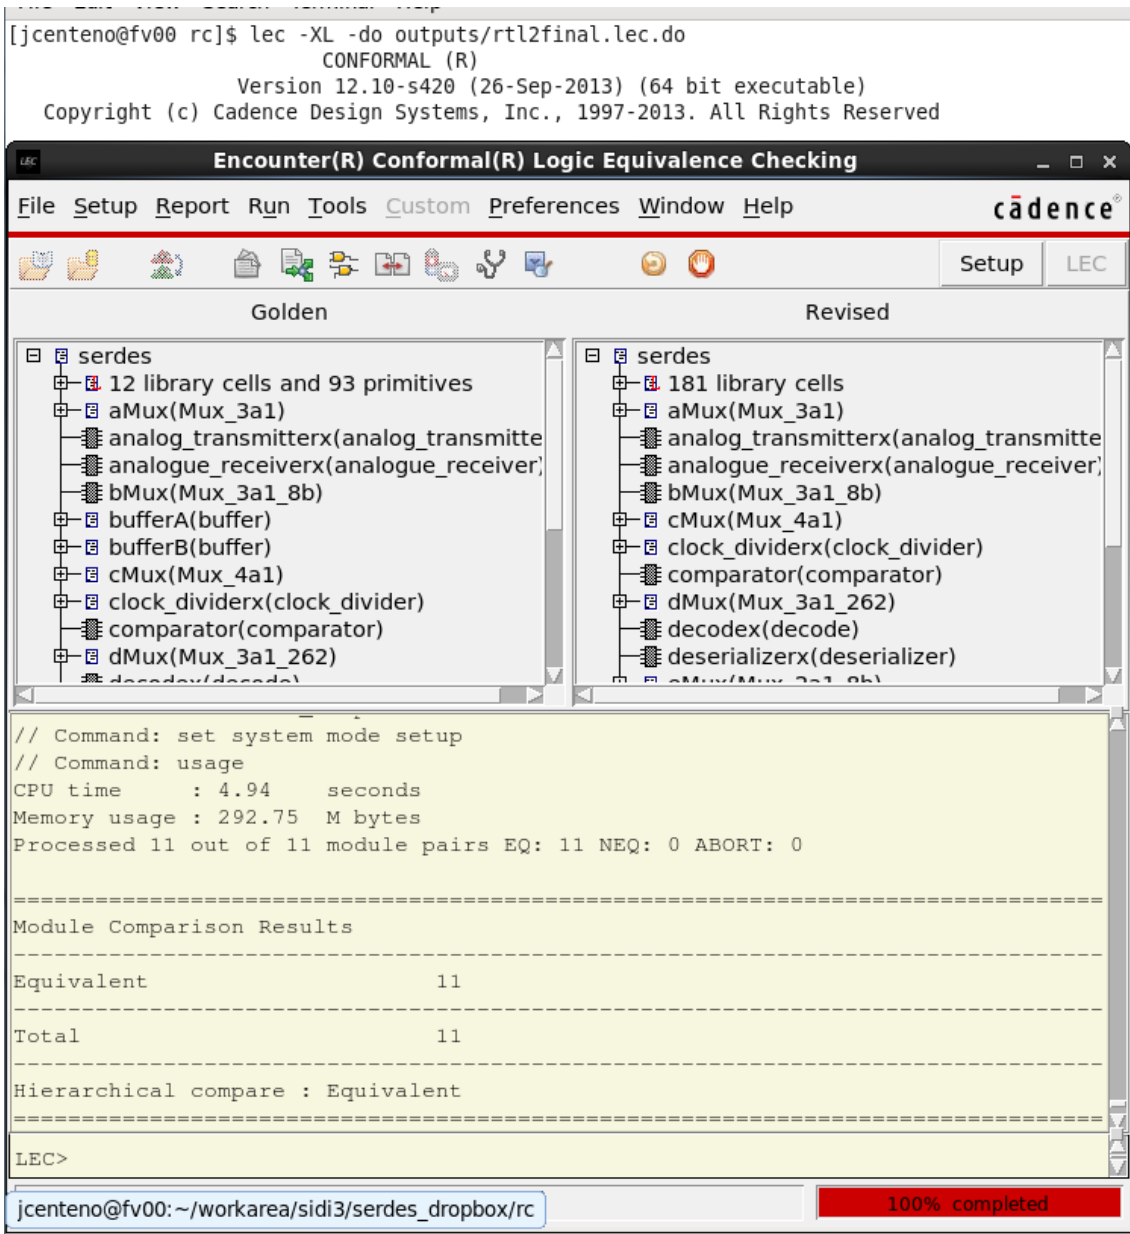 [jcenteno@fv00 rc]$ lec -XL -do outputs/rtl2final.lec.do
CONFORMAL (R)
Version 12.10-s420 (26-Sep-2013) (64 bit executable)
Copyright (c) Cadence Design Systems, Inc., 1997-2013. All Rights Reserved
LEC Encounter(R) Conformal(R) Logic Equivalence Checking
File Setup Report Run Tools Custom Preferences Window Help cādence®
Setup LEC
Golden
serdes
12 library cells and 93 primitives
aMux(Mux_3a1)
analog_transmitterx(analog_transmitte
analogue_receiverx(analogue_receiver)
bMux(Mux_3a1_8b)
bufferA(buffer)
bufferB(buffer)
cMux(Mux_4a1)
clock_dividerx(clock_divider)
comparator(comparator)
dMux(Mux_3a1_262)
decodex(decode)
Revised
serdes
181 library cells
aMux(Mux_3a1)
analog_transmitterx(analog_transmitte
analogue_receiverx(analogue_receiver)
bMux(Mux_3a1_8b)
cMux(Mux_4a1)
clock_dividerx(clock_divider)
comparator(comparator)
dMux(Mux_3a1_262)
decodex(decode)
deserializerx(deserializer)
// Command: set system mode setup
// Command: usage
CPU time : 4.94 seconds
Memory usage : 292.75 M bytes
Processed 11 out of 11 module pairs EQ: 11 NEQ: 0 ABORT: 0
================================================================================
Module Comparison Results
--------------------------------------------------------------------------------
Equivalent 11
--------------------------------------------------------------------------------
Total 11
--------------------------------------------------------------------------------
Hierarchical compare : Equivalent
================================================================================
LEC>
jcenteno@fv00:~/workarea/sidi3/serdes_dropbox/rc
100% completed